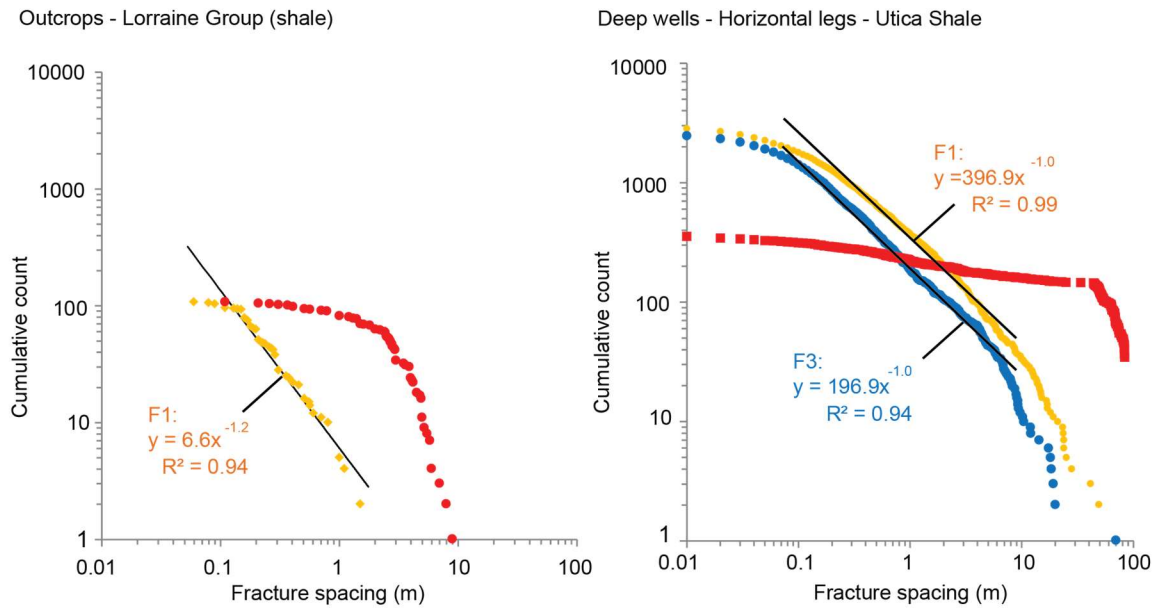 Outcrops - Lorraine Group (shale)
10000
1000
100
10
1
0.01
0.1
1
10
100
Cumulative count
Fracture spacing (m)
F1:
y = 6.6x -1.2
R² = 0.94
Deep wells - Horizontal legs - Utica Shale
10000
1000
100
10
1
0.01
0.1
1
10
100
Cumulative count
Fracture spacing (m)
F1:
y =396.9x -1.0
R² = 0.99
F3:
y = 196.9x -1.0
R² = 0.94